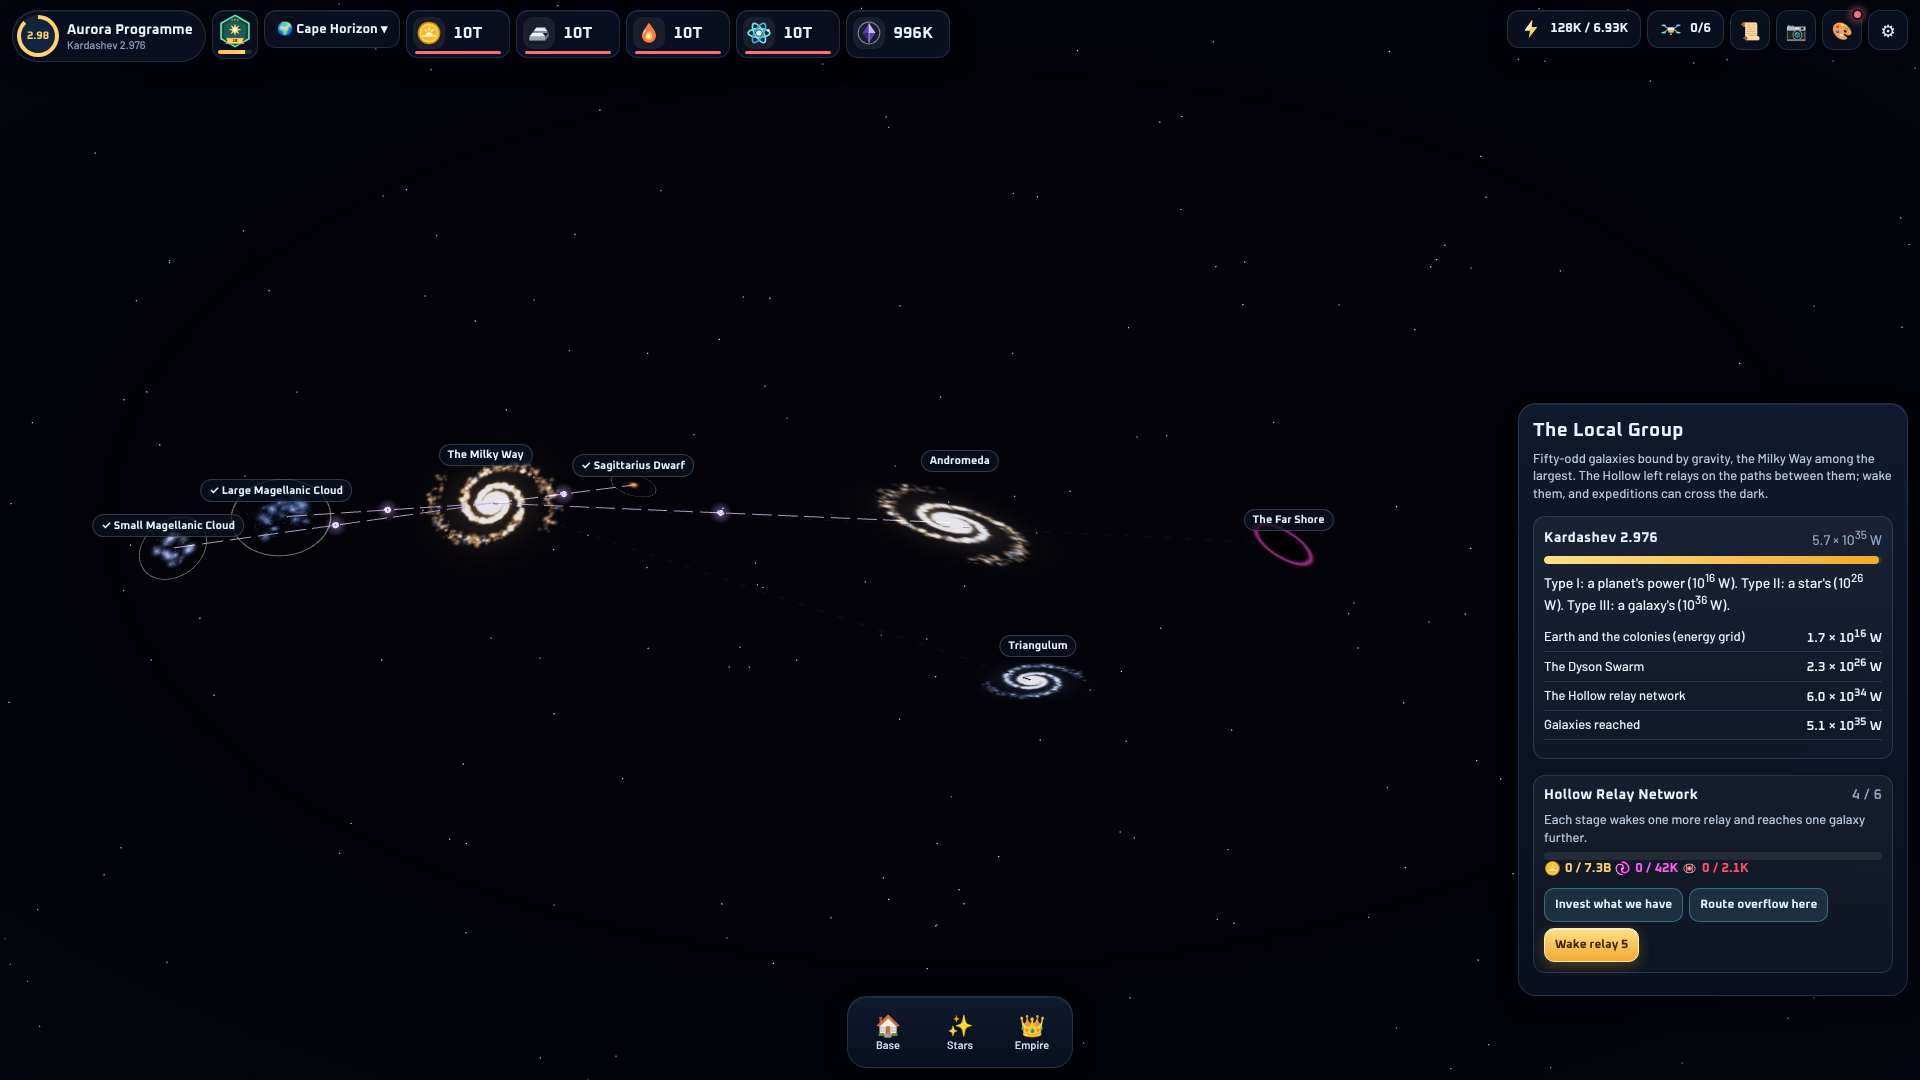 2.98
Aurora Programme
Kardashev 2.976
Cape Horizon ▾
10T
10T
10T
10T
996K
128K / 6.93K
0/6
The Milky Way
✓ Sagittarius Dwarf
Andromeda
✓ Large Magellanic Cloud
✓ Small Magellanic Cloud
The Far Shore
Triangulum
The Local Group
Fifty-odd galaxies bound by gravity, the Milky Way among the
largest. The Hollow left relays on the paths between them; wake
them, and expeditions can cross the dark.
Kardashev 2.976
5.7 × 10³⁵ W
Type I: a planet's power (10¹⁶ W). Type II: a star's (10²⁶
W). Type III: a galaxy's (10³⁶ W).
Earth and the colonies (energy grid) 1.7 × 10¹⁶ W
The Dyson Swarm 2.3 × 10²⁶ W
The Hollow relay network 6.0 × 10³⁴ W
Galaxies reached 5.1 × 10³⁵ W
Hollow Relay Network 4 / 6
Each stage wakes one more relay and reaches one galaxy
further.
0 / 7.3B 0 / 42K 0 / 2.1K
Invest what we have
Route overflow here
Wake relay 5
Base
Stars
Empire